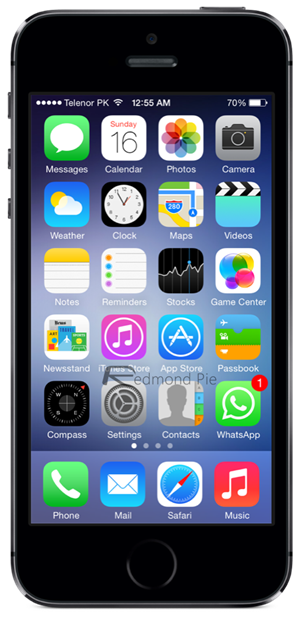 Telenor PK 12:55 AM 70%
Sunday
16
Messages Calendar Photos Camera
280
Weather Clock Maps Videos
Notes Reminders Stocks Game Center
Newsstand iTunes Store App Store Passbook
Redmond Pie
1
Compass Settings Contacts WhatsApp
Phone Mail Safari Music